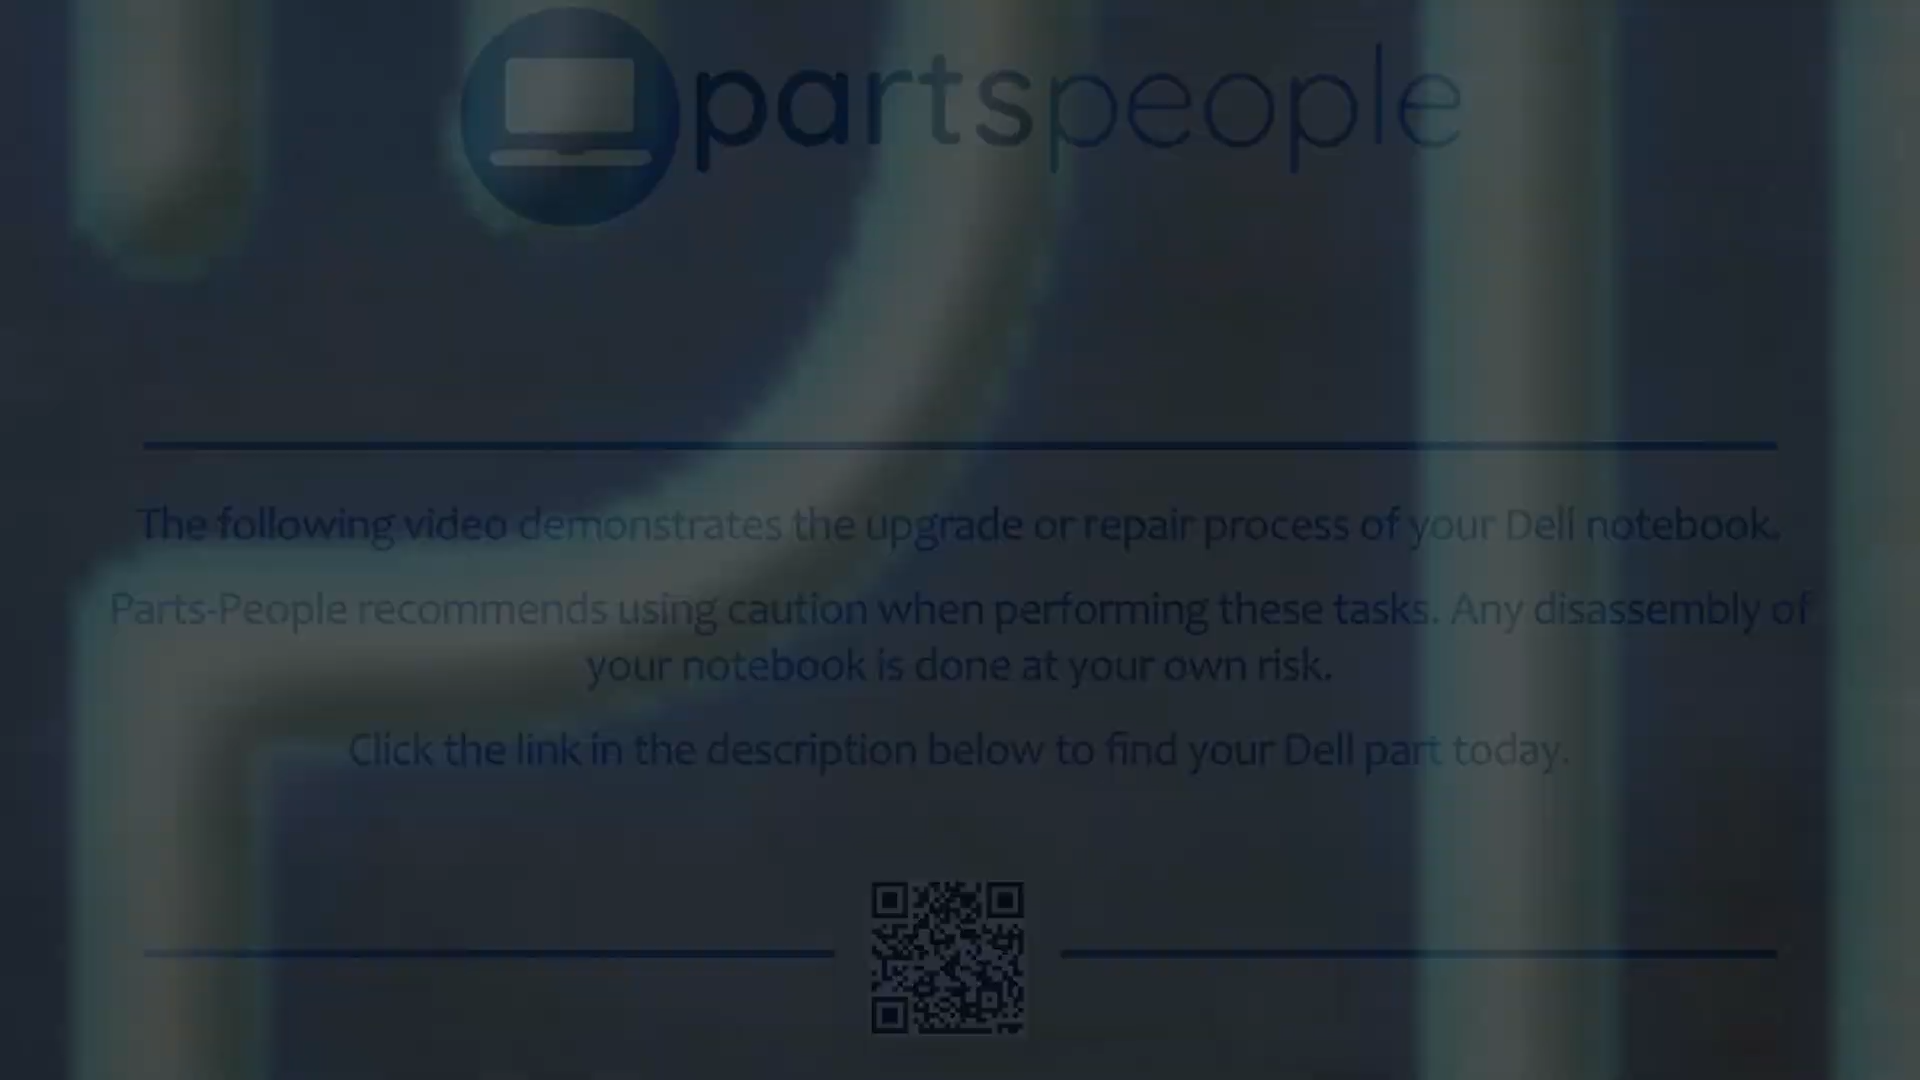 partspeople
The following video demonstrates the upgrade or repair process of your Dell notebook.
Parts-People recommends using caution when performing these tasks. Any disassembly of
your notebook is done at your own risk.
Click the link in the description below to find your Dell part today.